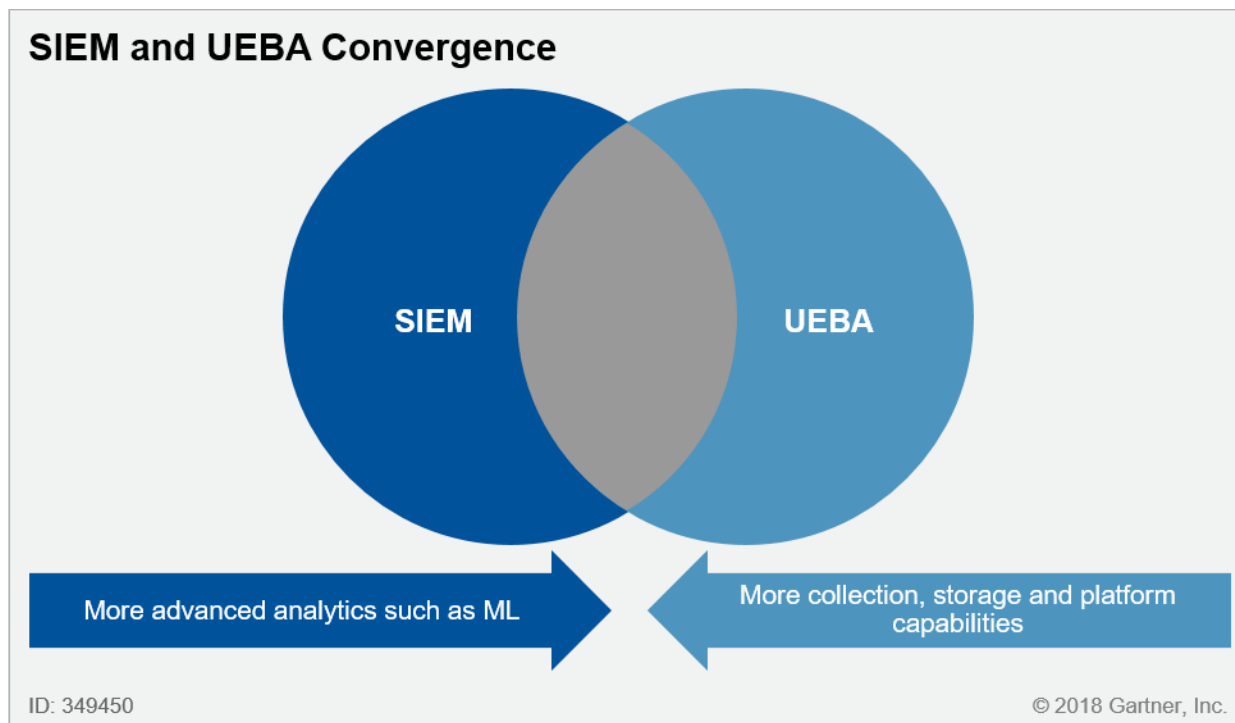 SIEM and UEBA Convergence
SIEM
UEBA
More advanced analytics such as ML
More collection, storage and platform
capabilities
ID: 349450
© 2018 Gartner, Inc.